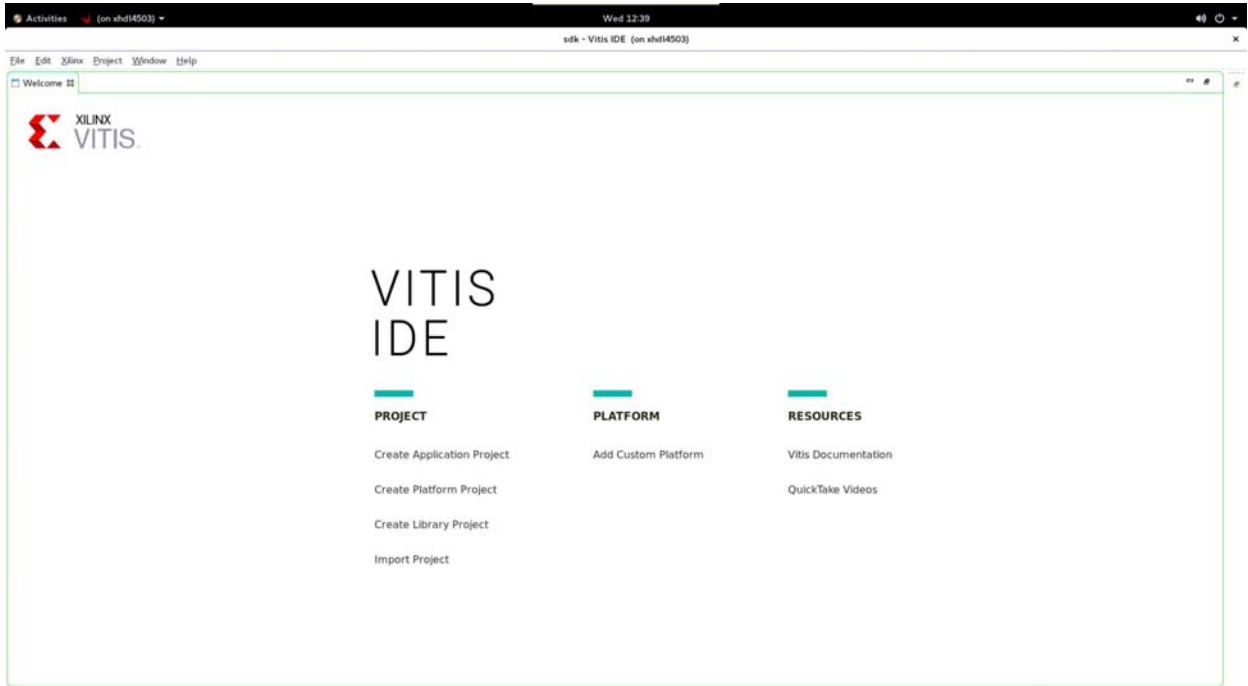 Activities (on xhdl4503) Wed 12:39
sdk - Vitis IDE (on xhdl4503)
File Edit Xilinx Project Window Help
Welcome
XILINX
VITIS.
VITIS
IDE
PROJECT PLATFORM RESOURCES
Create Application Project Add Custom Platform Vitis Documentation
Create Platform Project QuickTake Videos
Create Library Project
Import Project